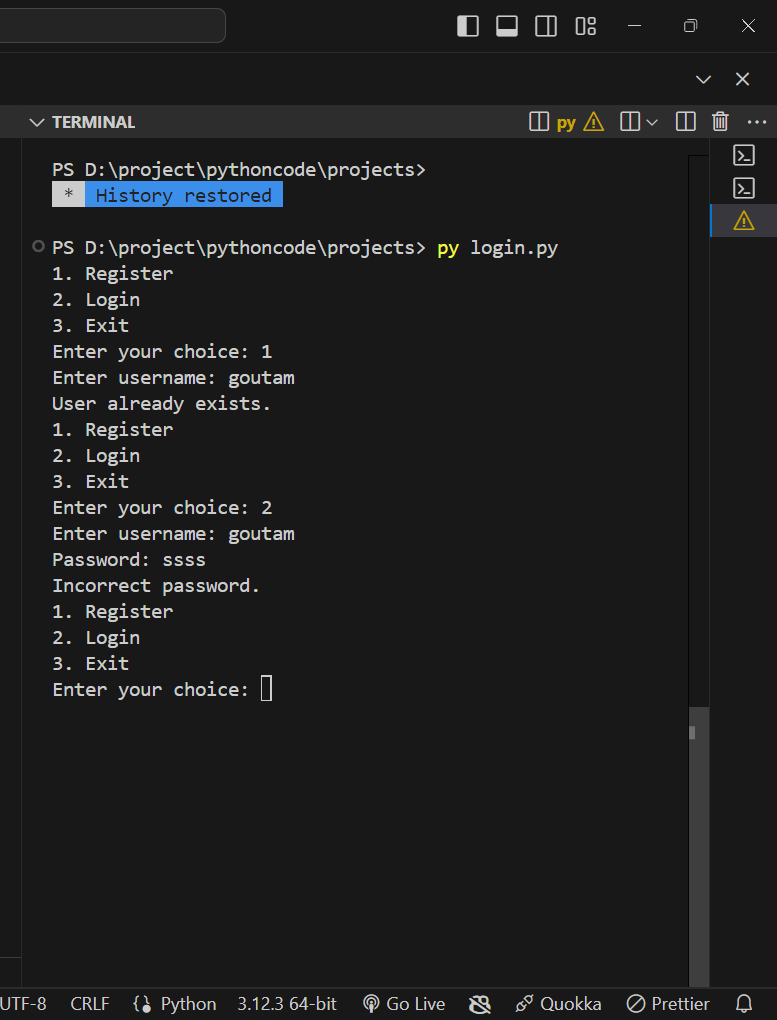 TERMINAL
py
PS D:\project\pythoncode\projects>
* History restored
PS D:\project\pythoncode\projects> py login.py
1. Register
2. Login
3. Exit
Enter your choice: 1
Enter username: goutam
User already exists.
1. Register
2. Login
3. Exit
Enter your choice: 2
Enter username: goutam
Password: ssss
Incorrect password.
1. Register
2. Login
3. Exit
Enter your choice:
UTF-8 CRLF Python 3.12.3 64-bit Go Live Quokka Prettier